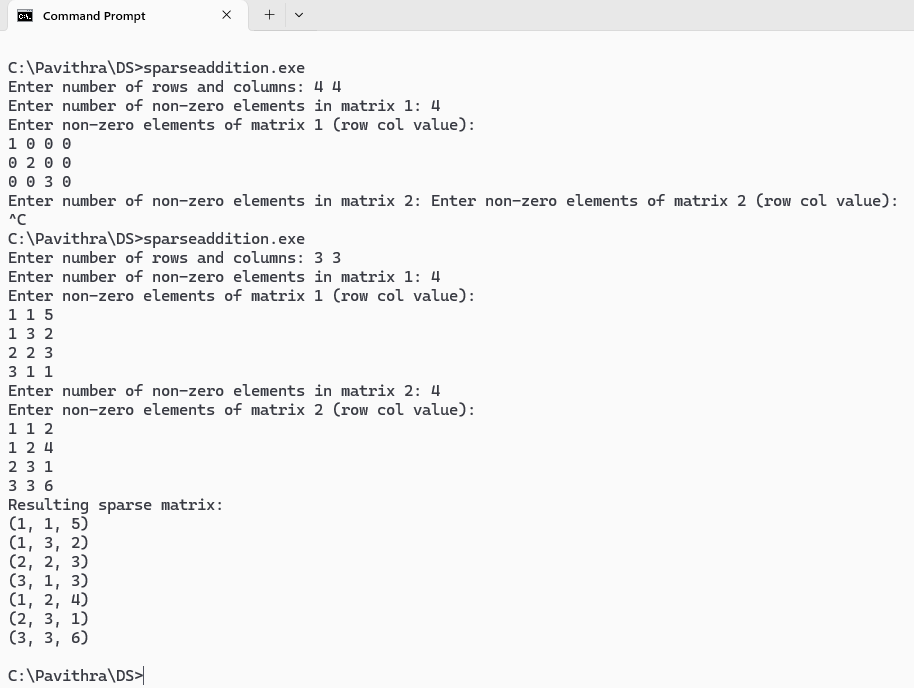 Command Prompt
C:\Pavithra\DS>sparseaddition.exe
Enter number of rows and columns: 4 4
Enter number of non-zero elements in matrix 1: 4
Enter non-zero elements of matrix 1 (row col value):
1 0 0 0
0 2 0 0
0 0 3 0
Enter number of non-zero elements in matrix 2: Enter non-zero elements of matrix 2 (row col value):
^C
C:\Pavithra\DS>sparseaddition.exe
Enter number of rows and columns: 3 3
Enter number of non-zero elements in matrix 1: 4
Enter non-zero elements of matrix 1 (row col value):
1 1 5
1 3 2
2 2 3
3 1 1
Enter number of non-zero elements in matrix 2: 4
Enter non-zero elements of matrix 2 (row col value):
1 1 2
1 2 4
2 3 1
3 3 6
Resulting sparse matrix:
(1, 1, 5)
(1, 3, 2)
(2, 2, 3)
(3, 1, 3)
(1, 2, 4)
(2, 3, 1)
(3, 3, 6)
C:\Pavithra\DS>